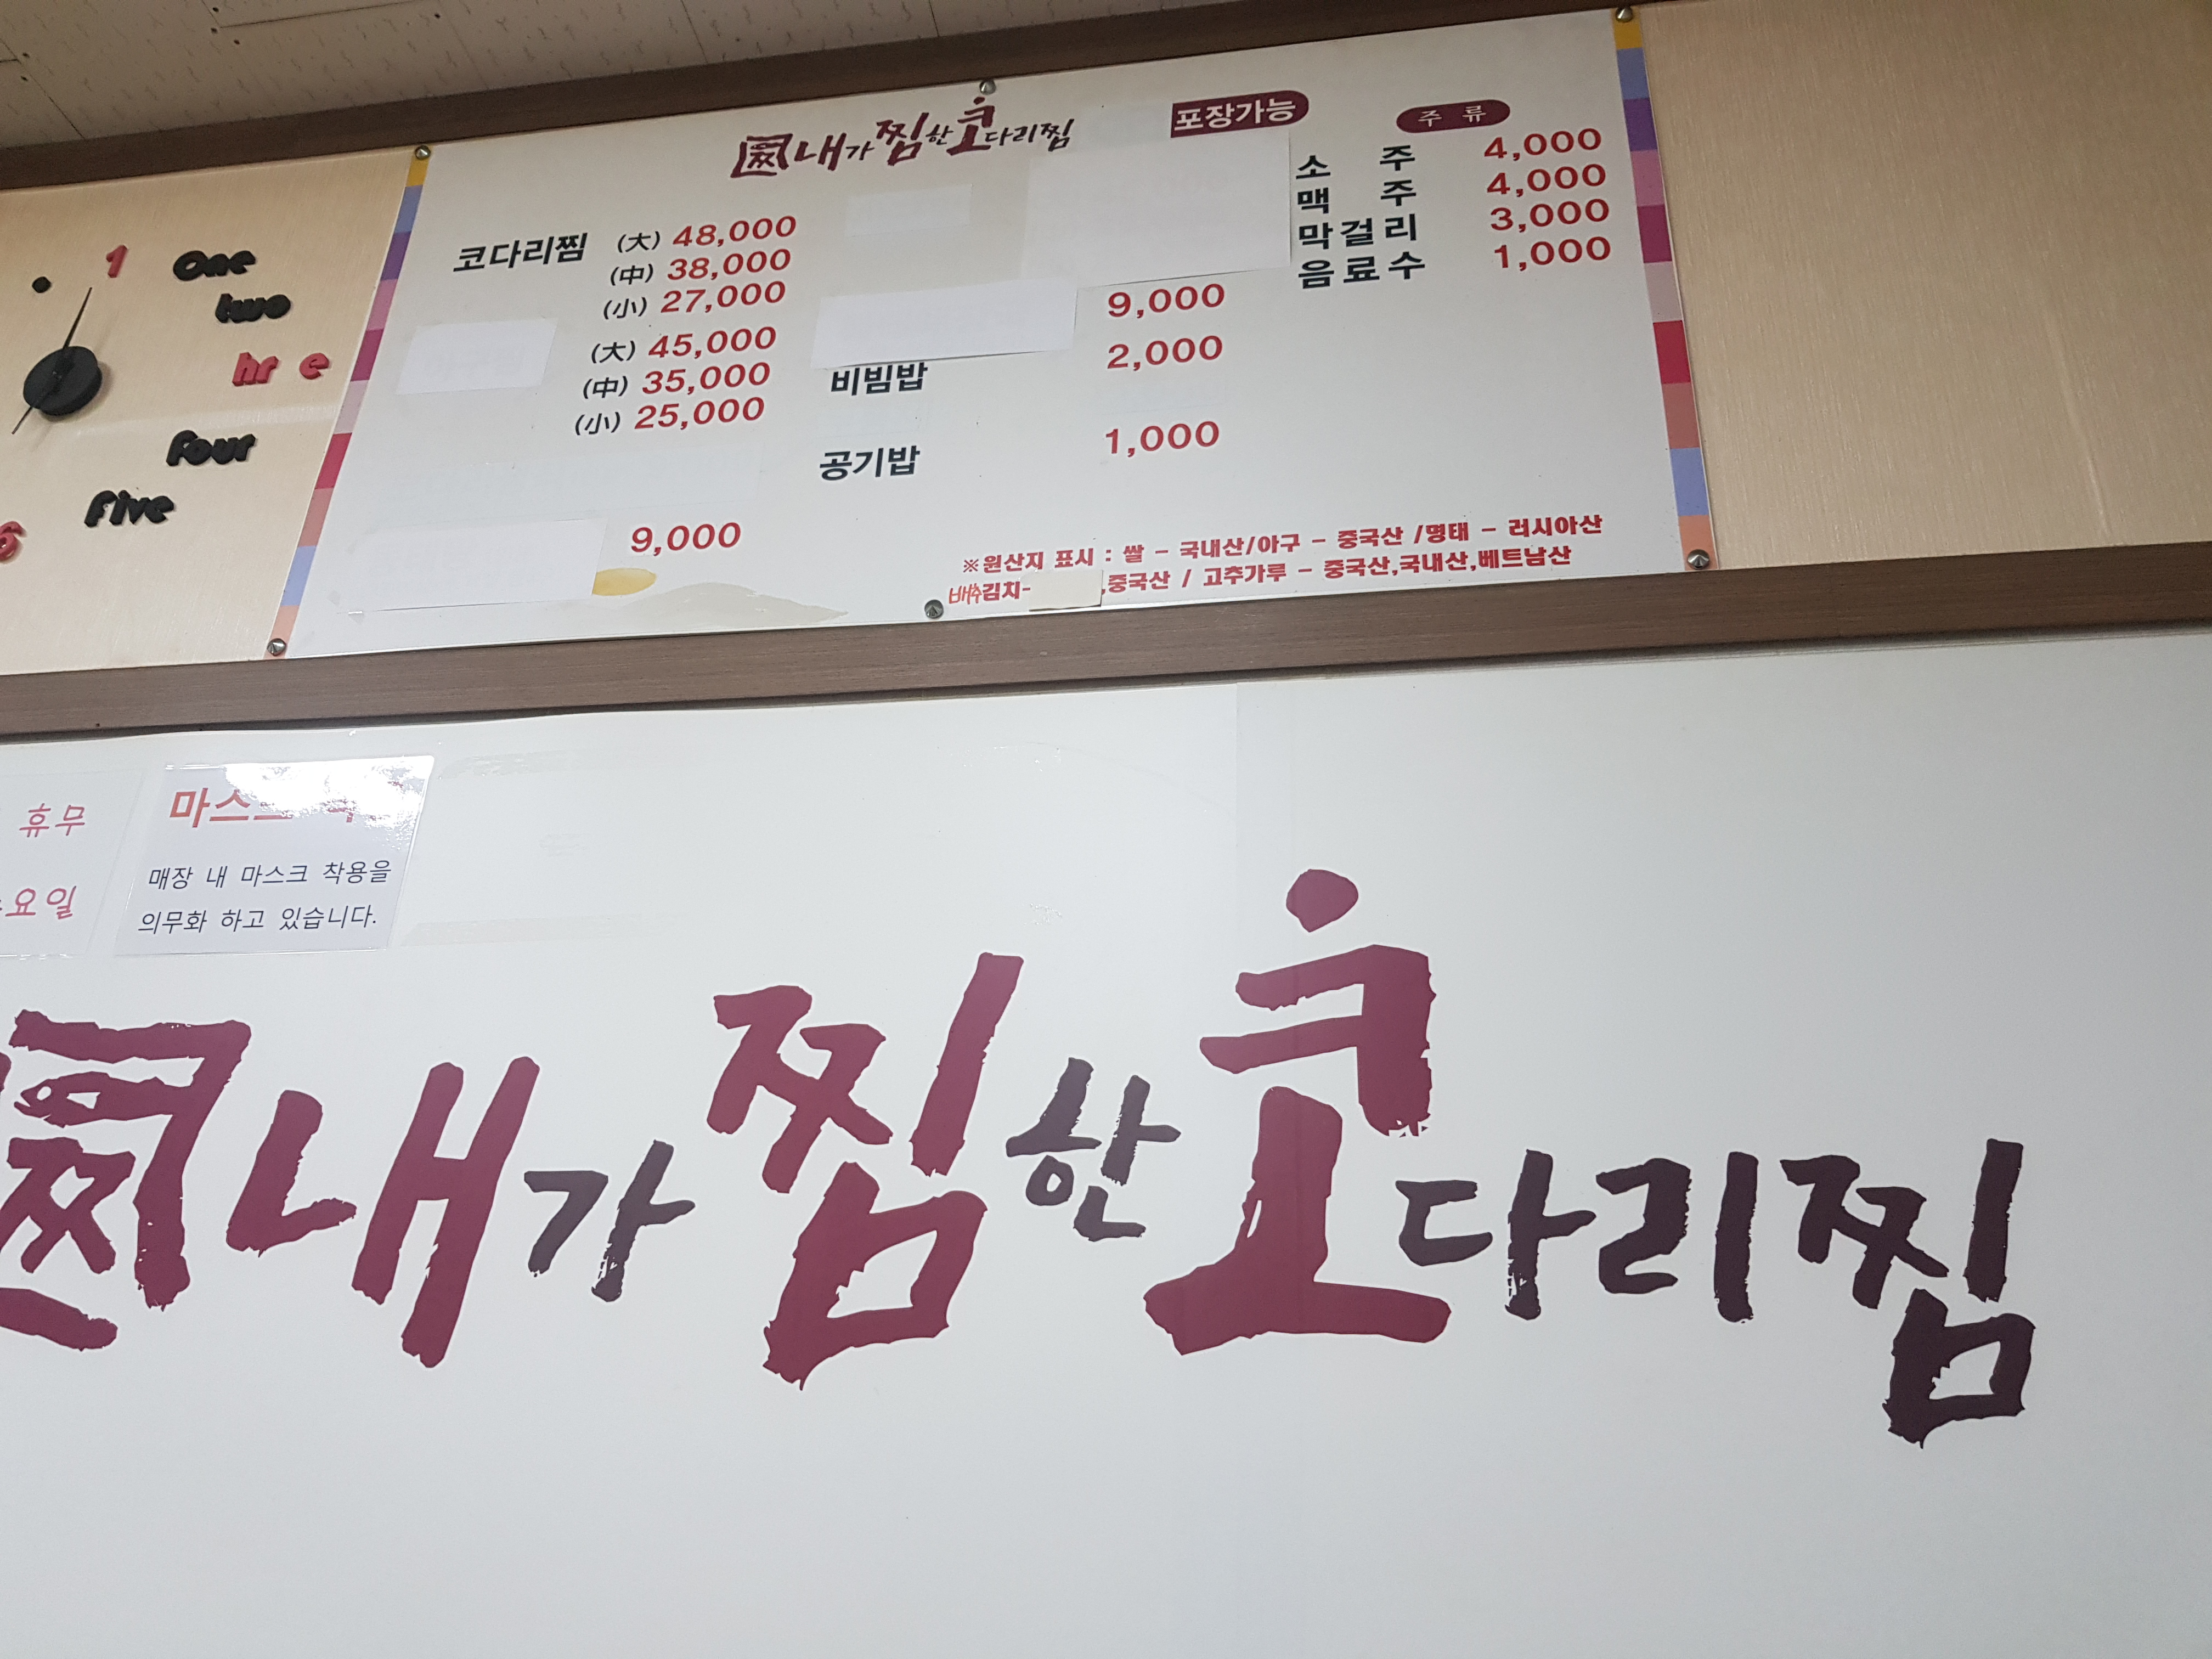 내가찜한코다리찜
포장가능
코다리찜 (大) 48,000
(中) 38,000
(小) 27,000
(大) 45,000
(中) 35,000
(小) 25,000
9,000
9,000
비빔밥 2,000
공기밥 1,000
주류
소 주 4,000
맥 주 4,000
막걸리 3,000
음료수 1,000
※원산지 표시 : 쌀 - 국내산/아구 - 중국산 /명태 - 러시아산
배추김치- ,중국산 / 고추가루 - 중국산,국내산,베트남산
1 One
two
hr e
four
five
6
휴무
요일
마스크
매장 내 마스크 착용을
의무화 하고 있습니다.
찜
내가찜한코다리찜